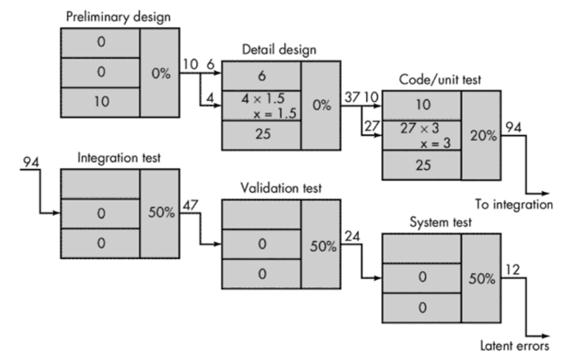 Preliminary design
0
0
10
0%
10 6
4
Detail design
6
4 × 1.5
x = 1.5
25
0%
37 10
27
Code/unit test
10
27 × 3
x = 3
25
20%
94
To integration
94
Integration test
0
0
50%
47
Validation test
0
0
50%
24
System test
0
0
50%
12
Latent errors